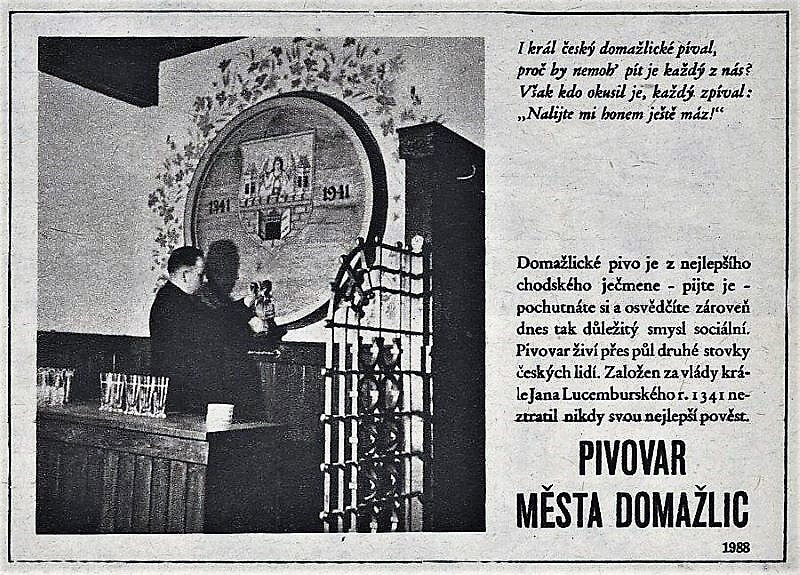 I král český domažlické píval,
proč by nemoh' pít je každý z nás?
Však kdo okusil je, každý zpíval:
„Nalijte mi honem ještě máz!“
1341 1941
Domažlické pivo je z nejlepšího
chodského ječmene - pijte je -
pochutnáte si a osvědčíte zároveň
dnes tak důležitý smysl sociální.
Pivovar živí přes půl druhé stovky
českých lidí. Založen za vlády krá-
le Jana Lucemburského r. 1341 ne-
ztratil nikdy svou nejlepší pověst.
PIVOVAR
MĚSTA DOMAŽLIC
1988